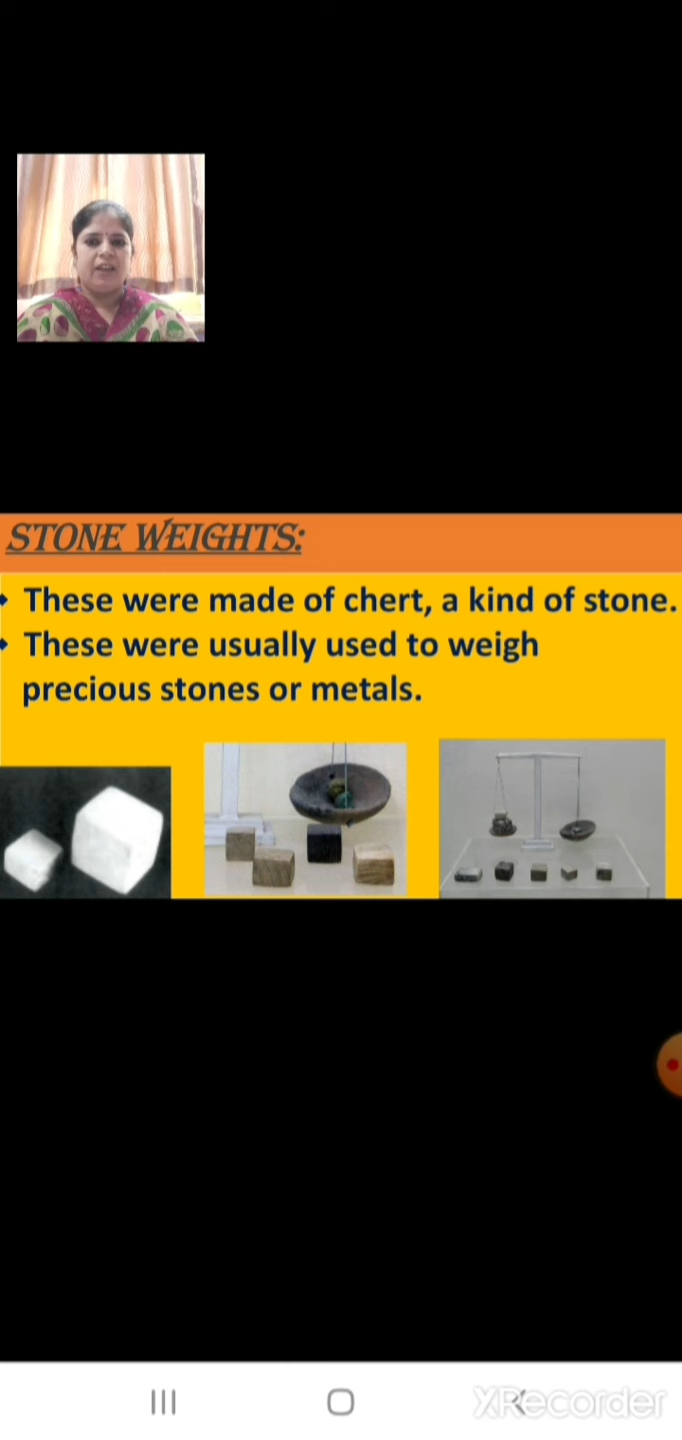 STONE WEIGHTS:
These were made of chert, a kind of stone.
These were usually used to weigh
precious stones or metals.
XRecorder